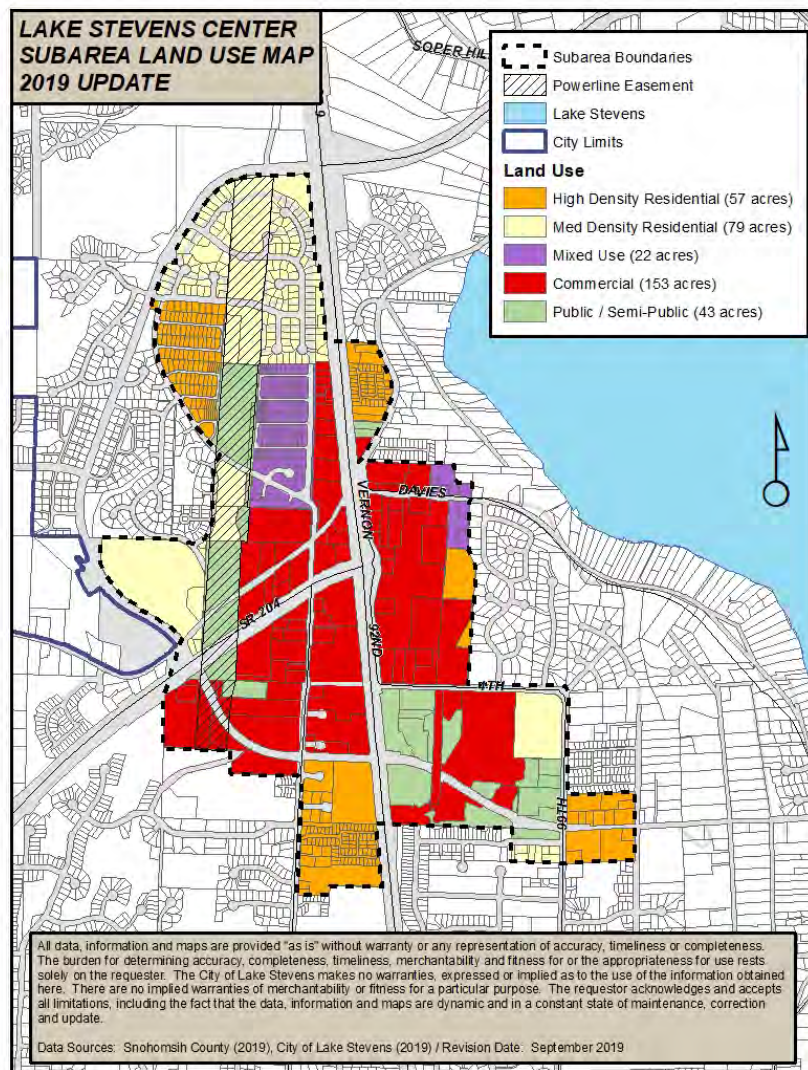 LAKE STEVENS CENTER
SUBAREA LAND USE MAP
2019 UPDATE
SOPER HIL
9
Subarea Boundaries
Powerline Easement
Lake Stevens
City Limits
Land Use
High Density Residential (57 acres)
Med Density Residential (79 acres)
Mixed Use (22 acres)
Commercial (153 acres)
Public / Semi-Public (43 acres)
DAVIES
VERNON
SR 204
92ND
4TH
99TH
All data, information and maps are provided "as is" without warranty or any representation of accuracy, timeliness or completeness.
The burden for determining accuracy, completeness, timeliness, merchantability and fitness for or the appropriateness for use rests
solely on the requester. The City of Lake Stevens makes no warranties, expressed or implied as to the use of the information obtained
here. There are no implied warranties of merchantability or fitness for a particular purpose. The requestor acknowledges and accepts
all limitations, including the fact that the data, information and maps are dynamic and in a constant state of maintenance, correction
and update.
Data Sources: Snohomsih County (2019), City of Lake Stevens (2019) / Revision Date: September 2019